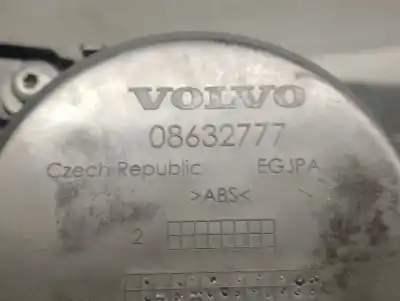 VOLVO
08632777
Czech Republic EGJPA
>ABS<
2